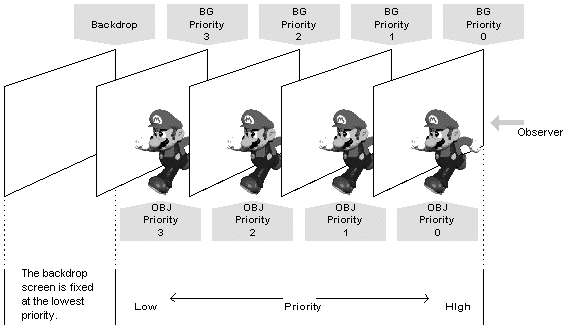 Backdrop
BG
Priority
3
BG
Priority
2
BG
Priority
1
BG
Priority
0
Observer
OBJ
Priority
3
OBJ
Priority
2
OBJ
Priority
1
OBJ
Priority
0
The backdrop
screen is fixed
at the lowest
priority.
Low
Priority
HIgh